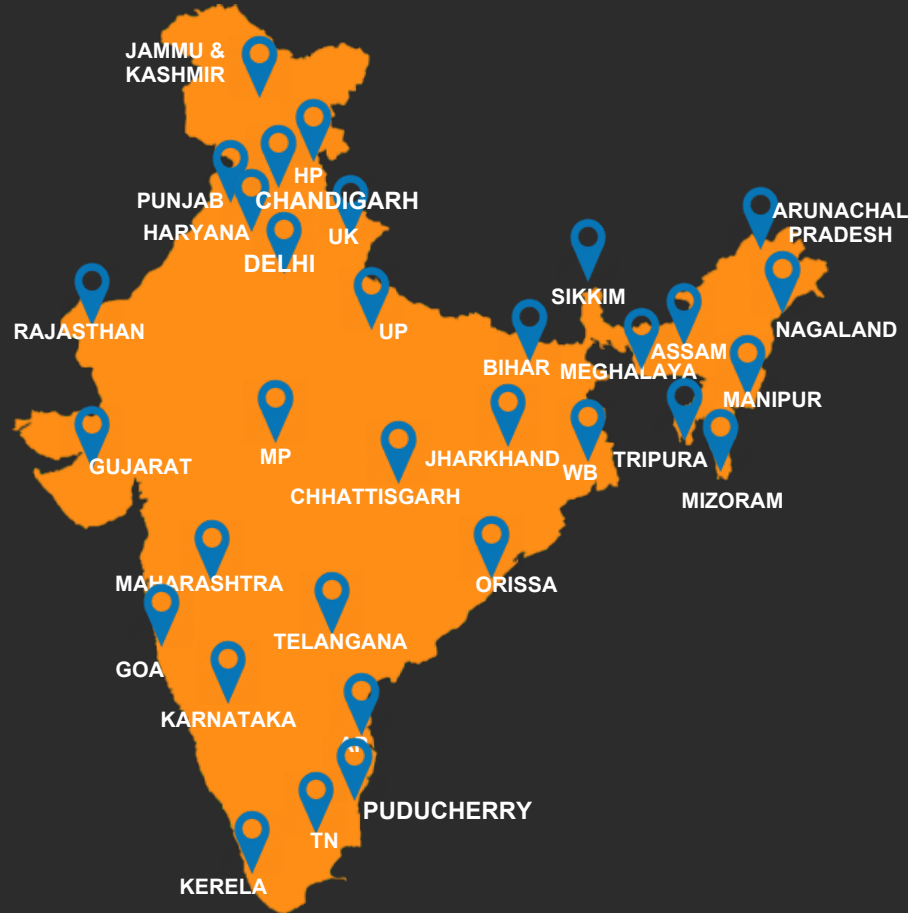 JAMMU &
KASHMIR
HP
PUNJAB
CHANDIGARH
HARYANA
UK
DELHI
ARUNACHAL
PRADESH
SIKKIM
RAJASTHAN
UP
NAGALAND
BIHAR
MEGHALAYA
ASSAM
MANIPUR
GUJARAT
MP
JHARKHAND
WB
TRIPURA
CHHATTISGARH
MIZORAM
MAHARASHTRA
ORISSA
TELANGANA
GOA
KARNATAKA
AP
PUDUCHERRY
TN
KERELA